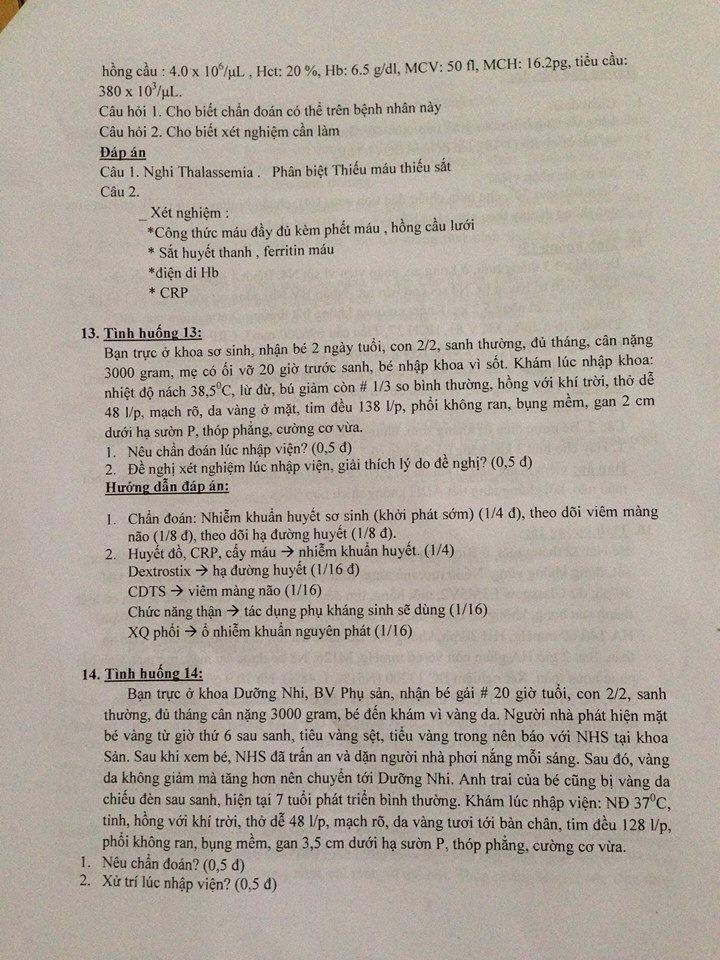 hồng cầu : 4.0 x 10⁶/µL , Hct: 20 %, Hb: 6.5 g/dl, MCV: 50 fl, MCH: 16.2pg, tiểu cầu:
380 x 10³/µL.
Câu hỏi 1. Cho biết chẩn đoán có thể trên bệnh nhân này
Câu hỏi 2. Cho biết xét nghiệm cần làm
Đáp án
Câu 1. Nghi Thalassemia . Phân biệt Thiếu máu thiếu sắt
Câu 2.
_ Xét nghiệm :
*Công thức máu đầy đủ kèm phết máu , hồng cầu lưới
* Sắt huyết thanh , ferritin máu
*điện di Hb
* CRP
13. Tình huống 13:
Bạn trực ở khoa sơ sinh, nhận bé 2 ngày tuổi, con 2/2, sanh thường, đủ tháng, cân nặng
3000 gram, mẹ có ối vỡ 20 giờ trước sanh, bé nhập khoa vì sốt. Khám lúc nhập khoa:
nhiệt độ nách 38,5⁰C, lừ đừ, bú giảm còn # 1/3 so bình thường, hồng với khí trời, thở dễ
48 l/p, mạch rõ, da vàng ở mặt, tim đều 138 l/p, phổi không ran, bụng mềm, gan 2 cm
dưới hạ sườn P, thóp phẳng, cường cơ vừa.
1. Nêu chẩn đoán lúc nhập viện? (0,5 đ)
2. Đề nghị xét nghiệm lúc nhập viện, giải thích lý do đề nghị? (0,5 đ)
Hướng dẫn đáp án:
1. Chẩn đoán: Nhiễm khuẩn huyết sơ sinh (khởi phát sớm) (1/4 đ), theo dõi viêm màng
não (1/8 đ), theo dõi hạ đường huyết (1/8 đ).
2. Huyết đồ, CRP, cấy máu → nhiễm khuẩn huyết. (1/4)
Dextrostix → hạ đường huyết (1/16 đ)
CDTS → viêm màng não (1/16)
Chức năng thận → tác dụng phụ kháng sinh sẽ dùng (1/16)
XQ phổi → ổ nhiễm khuẩn nguyên phát (1/16)
14. Tình huống 14:
Bạn trực ở khoa Dưỡng Nhi, BV Phụ sản, nhận bé gái # 20 giờ tuổi, con 2/2, sanh
thường, đủ tháng cân nặng 3000 gram, bé đến khám vì vàng da. Người nhà phát hiện mặt
bé vàng từ giờ thứ 6 sau sanh, tiêu vàng sệt, tiểu vàng trong nên báo với NHS tại khoa
Sản. Sau khi xem bé, NHS đã trấn an và dặn người nhà phơi nắng mỗi sáng. Sau đó, vàng
da không giảm mà tăng hơn nên chuyển tới Dưỡng Nhi. Anh trai của bé cũng bị vàng da
chiếu đèn sau sanh, hiện tại 7 tuổi phát triển bình thường. Khám lúc nhập viện: NĐ 37⁰C,
tỉnh, hồng với khí trời, thở dễ 48 l/p, mạch rõ, da vàng tươi tới bàn chân, tim đều 128 l/p,
phổi không ran, bụng mềm, gan 3,5 cm dưới hạ sườn P, thóp phẳng, cường cơ vừa.
1. Nêu chẩn đoán? (0,5 đ)
2. Xử trí lúc nhập viện? (0,5 đ)